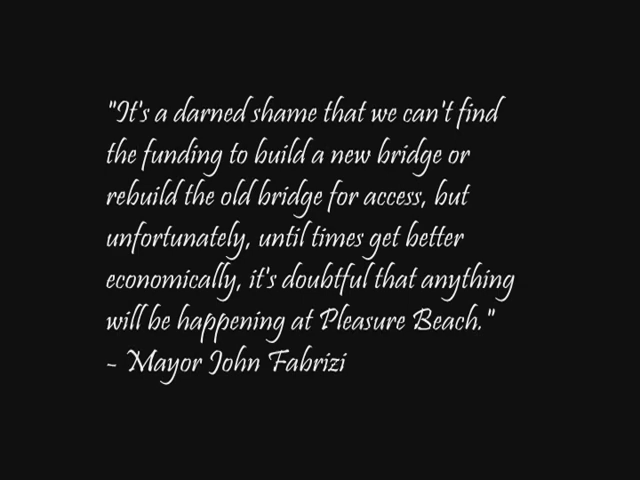 "It's a darned shame that we can't find
the funding to build a new bridge or
rebuild the old bridge for access, but
unfortunately, until times get better
economically, it's doubtful that anything
will be happening at Pleasure Beach."
- Mayor John Fabrizi